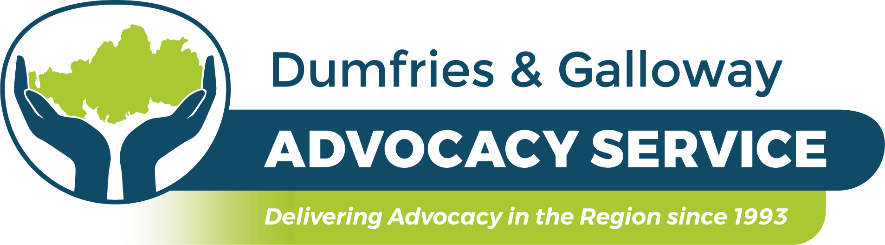 Dumfries & Galloway
ADVOCACY SERVICE
Delivering Advocacy in the Region since 1993